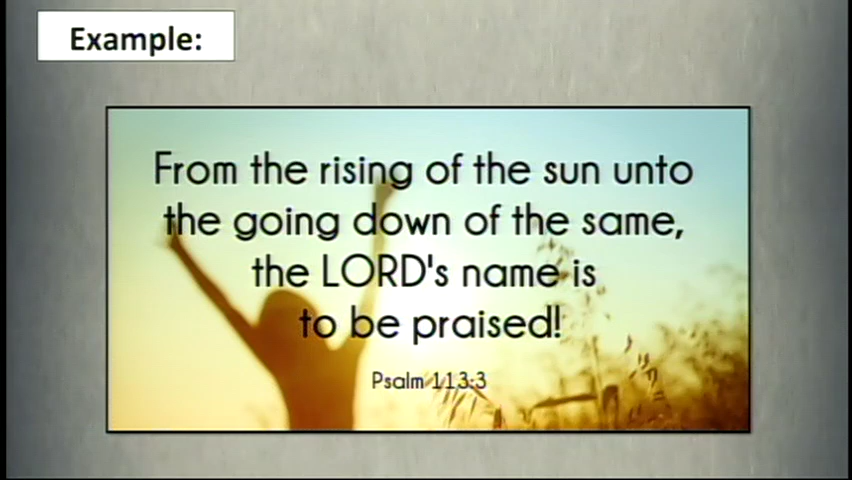 Example:
From the rising of the sun unto
the going down of the same,
the LORD's name is
to be praised!
Psalm 113:3